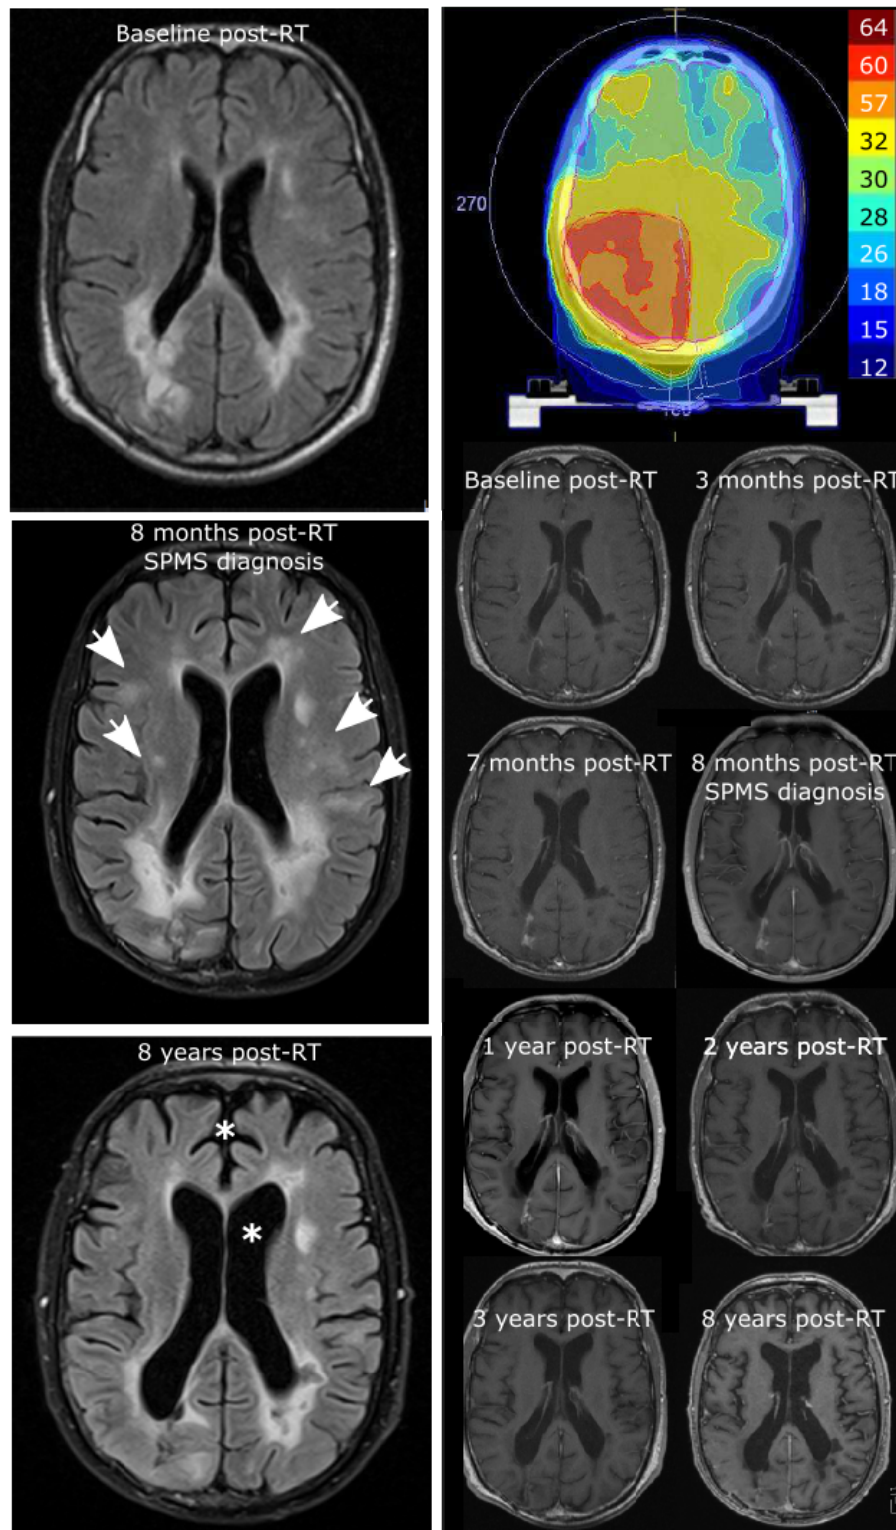 Baseline post-RT
64
60
57
32
30
28
26
18
15
12
270
8 months post-RT
SPMS diagnosis
Baseline post-RT
3 months post-RT
7 months post-RT
8 months post-RT
SPMS diagnosis
8 years post-RT
*
*
1 year post-RT
2 years post-RT
3 years post-RT
8 years post-RT